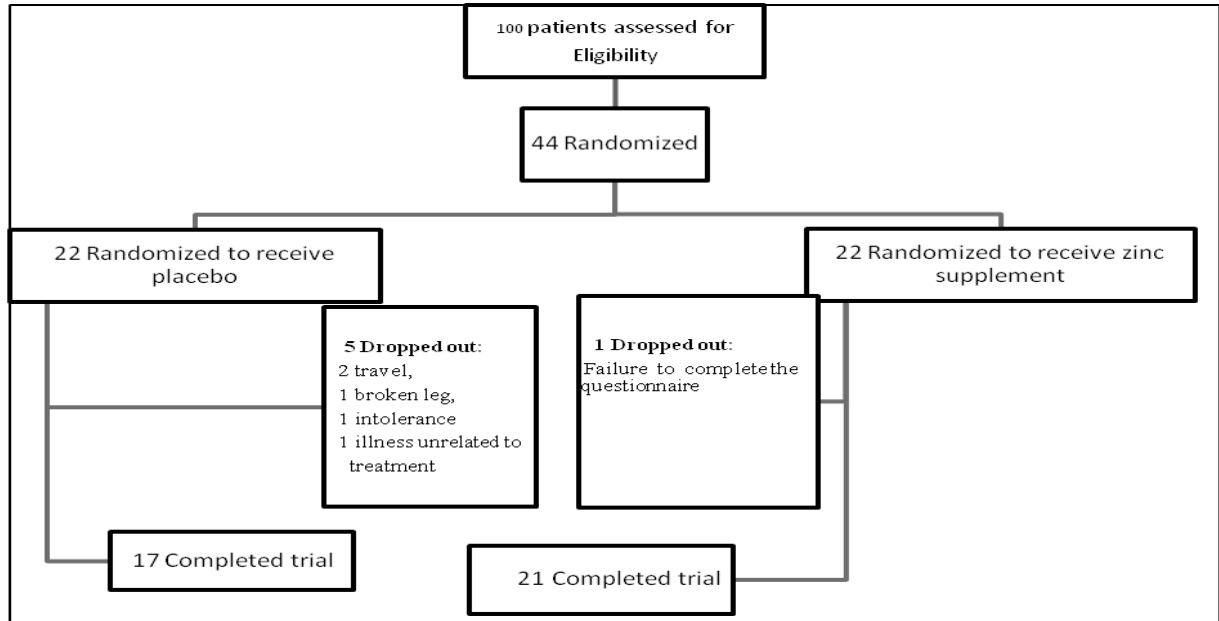 100 patients assessed for
Eligibility
44 Randomized
22 Randomized to receive
placebo
22 Randomized to receive zinc
supplement
5 Dropped out:
2 travel,
1 broken leg,
1 intolerance
1 illness unrelated to
treatment
1 Dropped out:
Failure to complete the
questionnaire
17 Completed trial
21 Completed trial